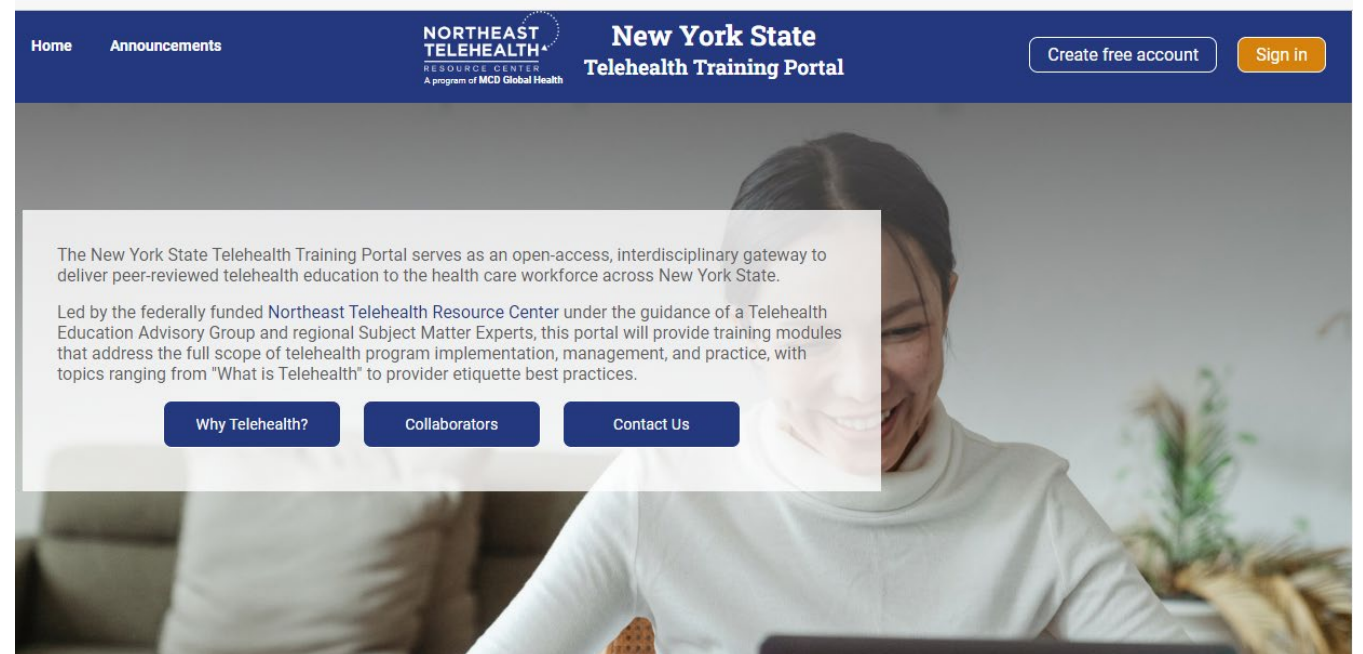 Home
Announcements
NORTHEAST
TELEHEALTH
RESOURCE CENTER
A program of MCD Global Health
New York State
Telehealth Training Portal
Create free account
Sign in
The New York State Telehealth Training Portal serves as an open-access, interdisciplinary gateway to
deliver peer-reviewed telehealth education to the health care workforce across New York State.
Led by the federally funded Northeast Telehealth Resource Center under the guidance of a Telehealth
Education Advisory Group and regional Subject Matter Experts, this portal will provide training modules
that address the full scope of telehealth program implementation, management, and practice, with
topics ranging from "What is Telehealth" to provider etiquette best practices.
Why Telehealth?
Collaborators
Contact Us